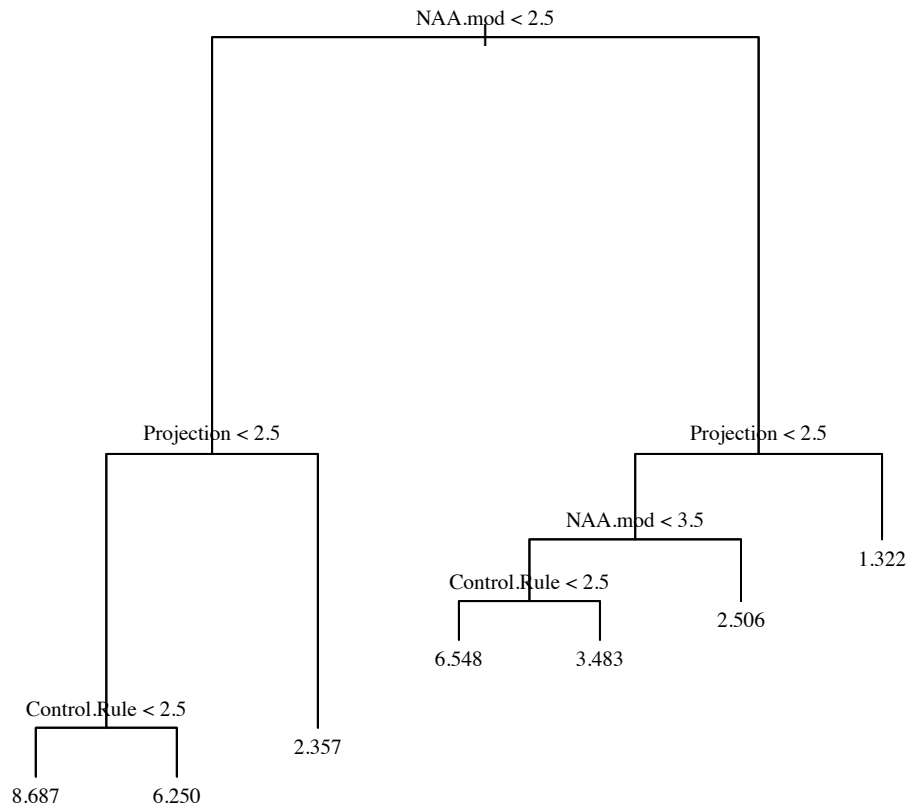 NAA.mod < 2.5
Projection < 2.5
Projection < 2.5
NAA.mod < 3.5
1.322
Control.Rule < 2.5
2.506
6.548
3.483
Control.Rule < 2.5
2.357
8.687
6.250